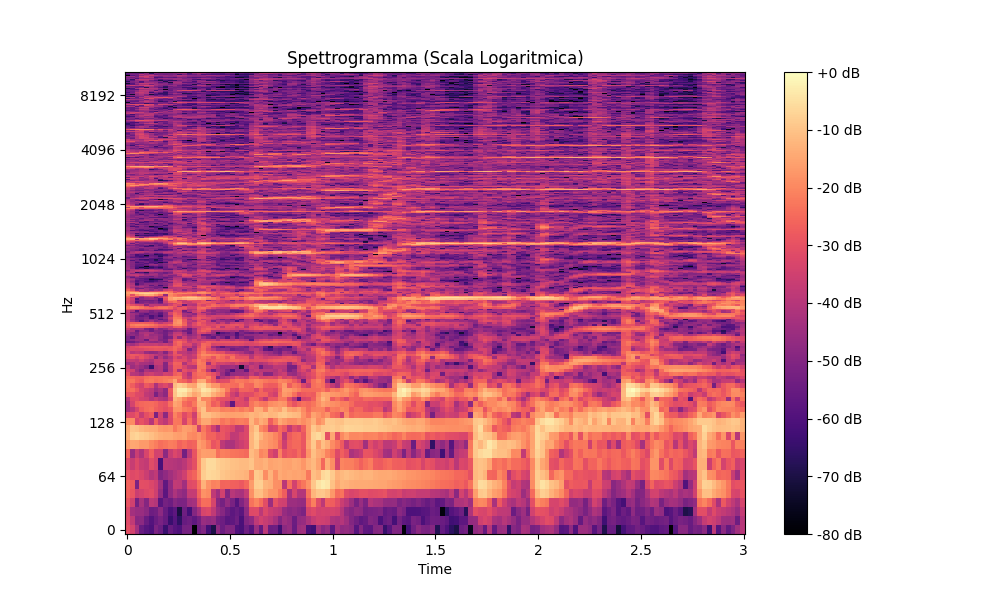 Spettrogramma (Scala Logaritmica)
Hz
8192
4096
2048
1024
512
256
128
64
0
0 0.5 1 1.5 2 2.5 3
Time
+0 dB
-10 dB
-20 dB
-30 dB
-40 dB
-50 dB
-60 dB
-70 dB
-80 dB